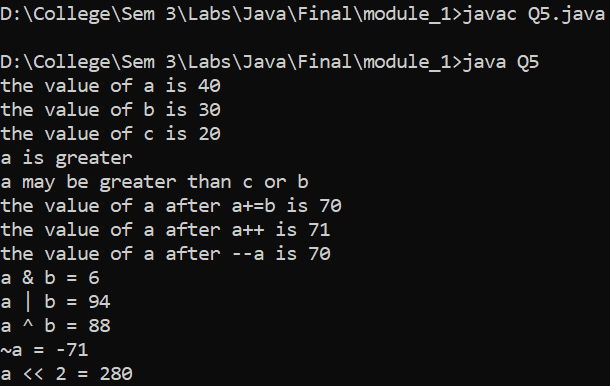 D:\College\Sem 3\Labs\Java\Final\module_1>javac Q5.java
D:\College\Sem 3\Labs\Java\Final\module_1>java Q5
the value of a is 40
the value of b is 30
the value of c is 20
a is greater
a may be greater than c or b
the value of a after a+=b is 70
the value of a after a++ is 71
the value of a after --a is 70
a & b = 6
a | b = 94
a ^ b = 88
~a = -71
a << 2 = 280